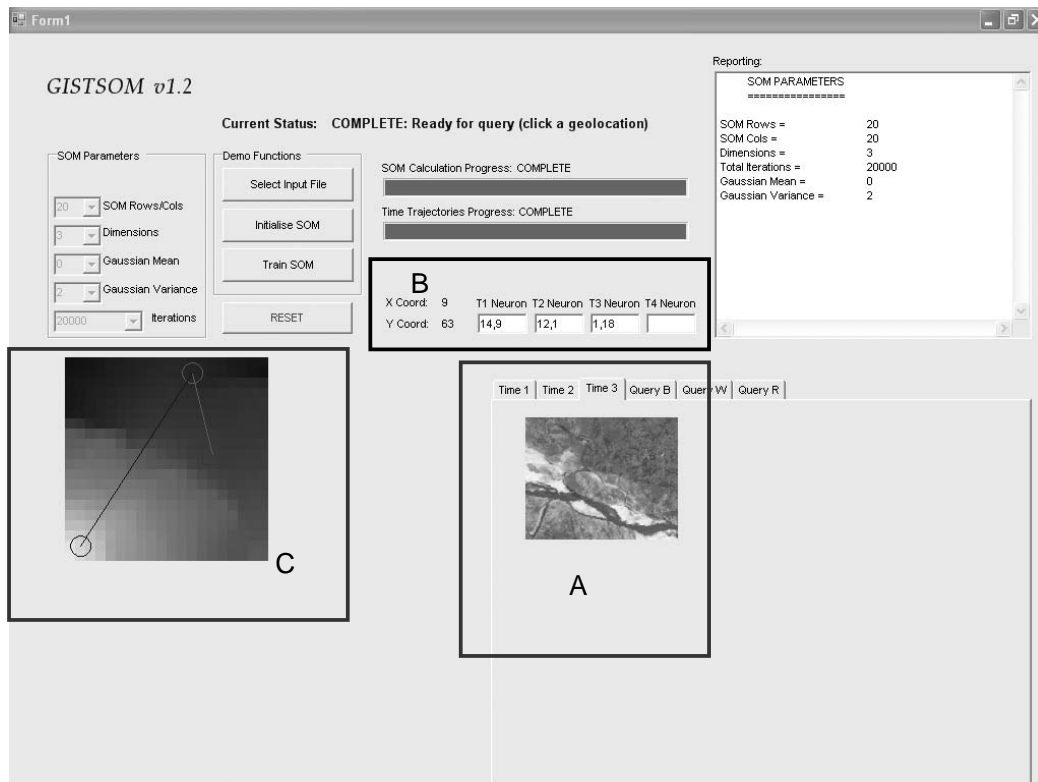 Form1
GISTSOM v1.2
Current Status: COMPLETE: Ready for query (click a geolocation)
SOM Parameters
20 SOM Rows/Cols
3 Dimensions
0 Gaussian Mean
2 Gaussian Variance
20000 Iterations
Demo Functions
Select Input File
Initialise SOM
Train SOM
RESET
SOM Calculation Progress: COMPLETE
Time Trajectories Progress: COMPLETE
B
X Coord: 9 T1 Neuron T2 Neuron T3 Neuron T4 Neuron
Y Coord: 63 14,9 12,1 1,18
Reporting:
SOM PARAMETERS
================
SOM Rows = 20
SOM Cols = 20
Dimensions = 3
Total Iterations = 20000
Gaussian Mean = 0
Gaussian Variance = 2
C
Time 1 Time 2 Time 3 Query B Query W Query R
A